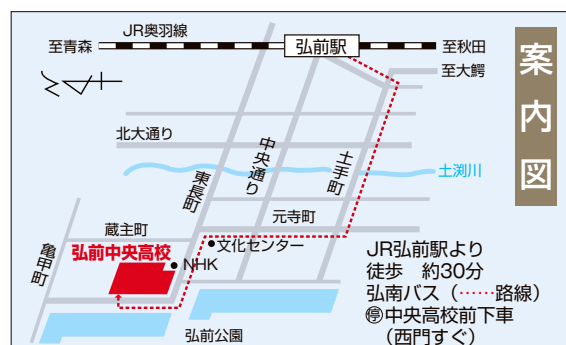 JR奥羽線
至青森
弘前駅
至秋田
至大鰐
案内図
北大通り
中央通り
土手町
土渕川
東長町
元寺町
蔵主町
亀甲町
弘前中央高校
文化センター
NHK
弘前公園
JR弘前駅より
徒歩 約30分
弘南バス(……路線)
停中央高校前下車
(西門すぐ)